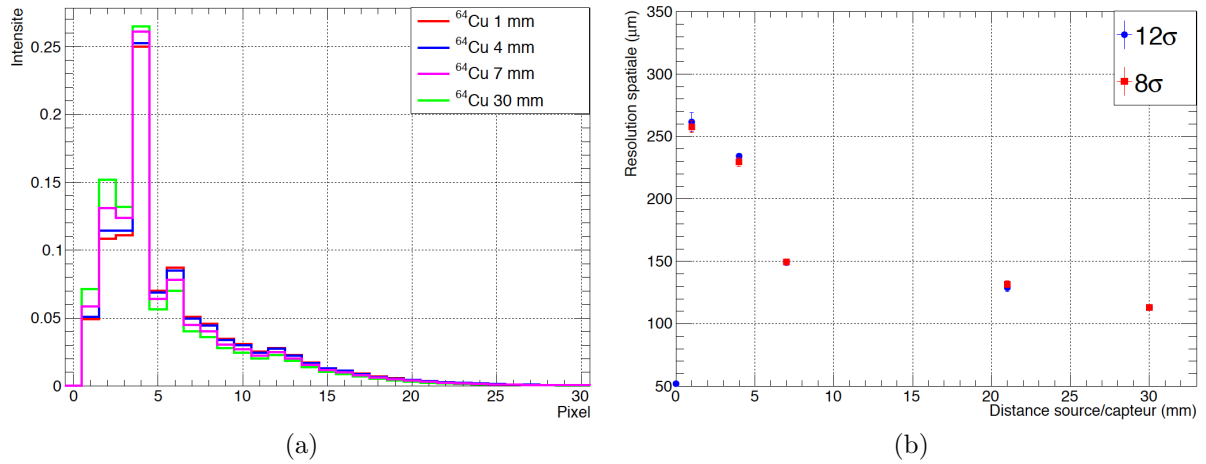 Intensite
0.25
0.2
0.15
0.1
0.05
0
0 5 10 15 20 25 30
Pixel
⁶⁴Cu 1 mm
⁶⁴Cu 4 mm
⁶⁴Cu 7 mm
⁶⁴Cu 30 mm
(a)
Resolution spatiale (μm)
350
300
250
200
150
100
50
0 5 10 15 20 25 30
Distance source/capteur (mm)
12σ
8σ
(b)